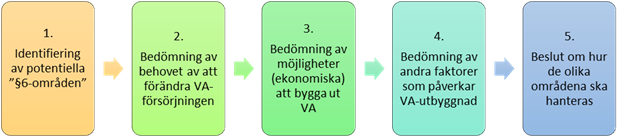 1.
Identifiering
av potentiella
”§6-områden”
2.
Bedömning av
behovet av att
förändra VA-
försörjningen
3.
Bedömning av
möjligheter
(ekonomiska)
att bygga ut
VA
4.
Bedömning av
andra faktorer
som påverkar
VA-utbyggnad
5.
Beslut om hur
de olika
områdena ska
hanteras